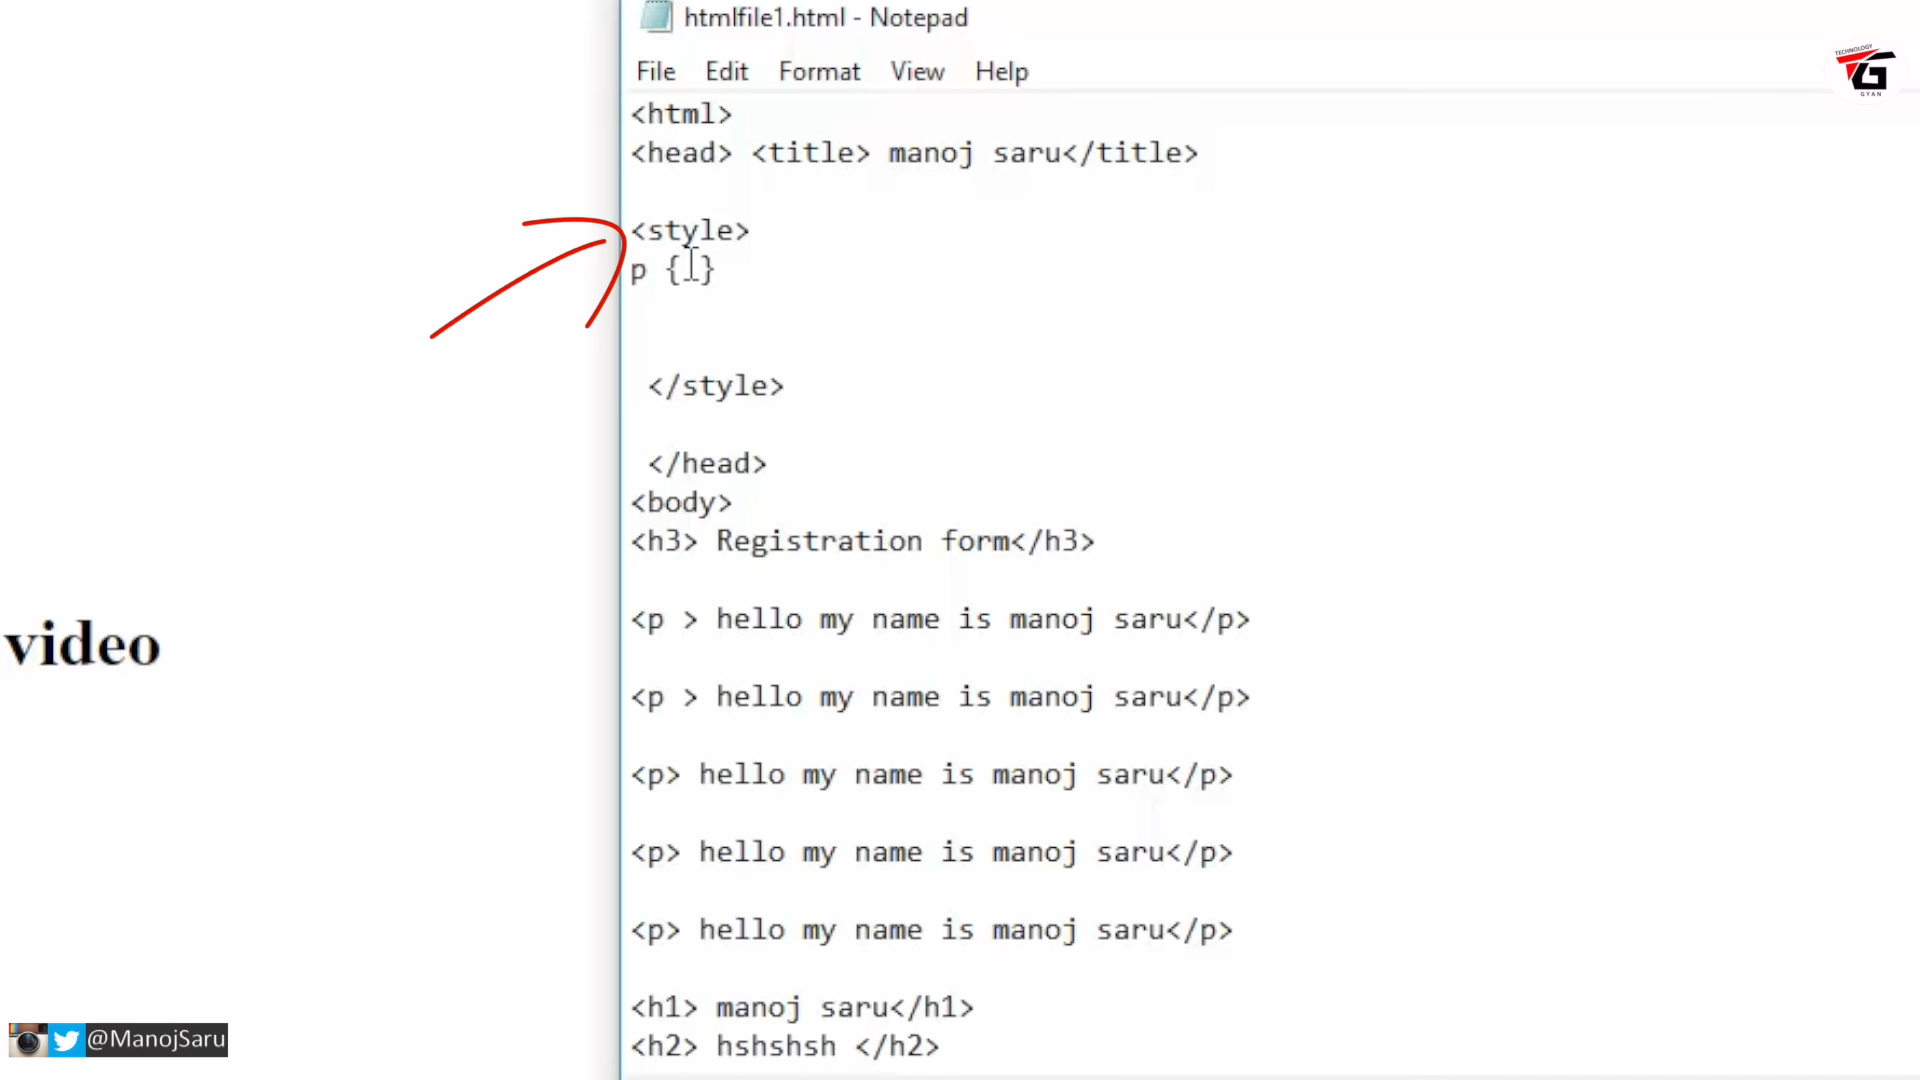 htmlfile1.html - Notepad
File Edit Format View Help
TECHNOLOGY
GYAN
<html>
<head> <title> manoj saru</title>
<style>
p { }
</style>
</head>
<body>
<h3> Registration form</h3>
<p > hello my name is manoj saru</p>
<p > hello my name is manoj saru</p>
<p> hello my name is manoj saru</p>
<p> hello my name is manoj saru</p>
<p> hello my name is manoj saru</p>
<h1> manoj saru</h1>
<h2> hshshsh </h2>
video
@ManojSaru